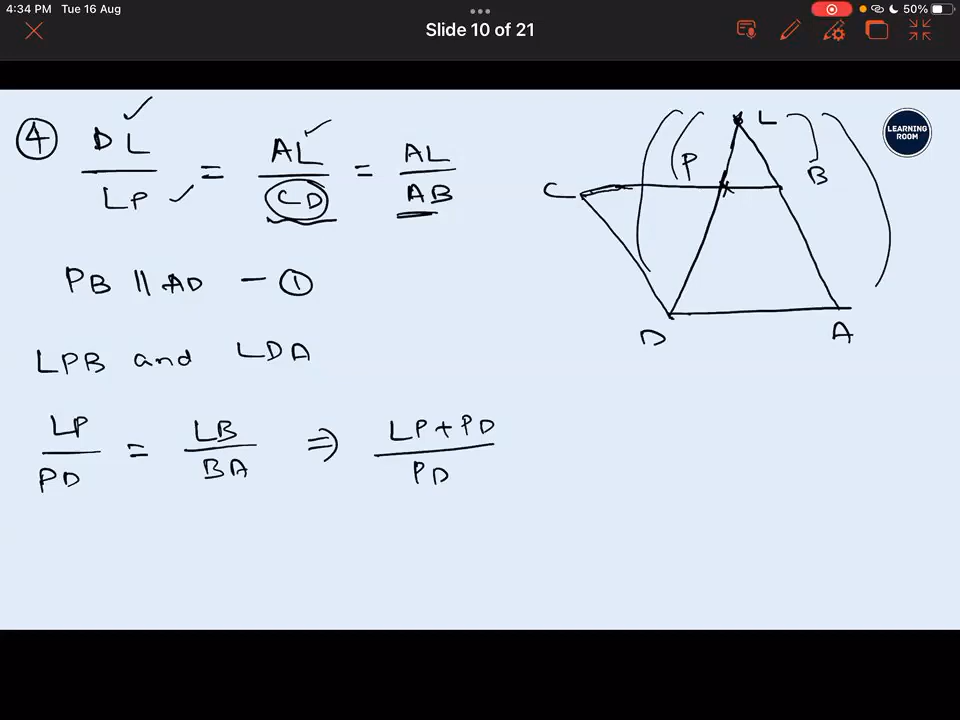 4:34 PM Tue 16 Aug
50%
Slide 10 of 21
④ DL/LP = AL/CD = AL/AB
PB || AD - ①
LPB and LDA
LP/PD = LB/BA ⇒ LP+PD/PD
L
P
B
C
D
A
LEARNING
ROOM